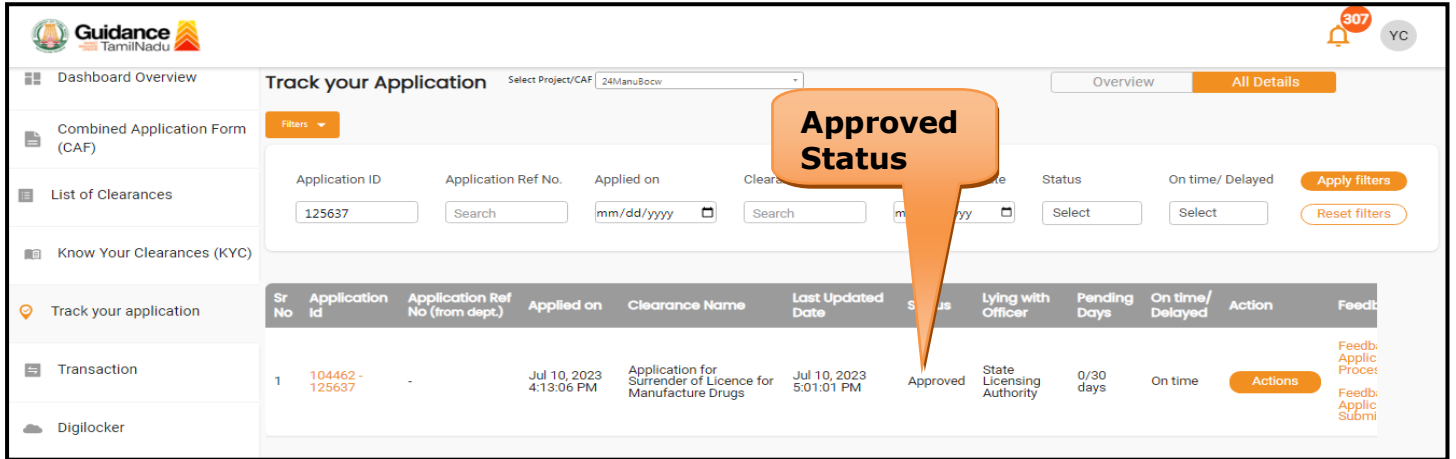 Guidance
TamilNadu
307
YC
Dashboard Overview
Track your Application
Select Project/CAF
24ManuBocw
Overview
All Details
Combined Application Form
(CAF)
Filters
Approved
Status
List of Clearances
Application ID
Application Ref No.
Applied on
Status
On time/ Delayed
Apply filters
125637
Search
mm/dd/yyyy
Search
Select
Select
Reset filters
Know Your Clearances (KYC)
Track your application
Sr
No
Application
Id
Application Ref
No (from dept.)
Applied on
Clearance Name
Last Updated
Date
Lying with
Officer
Pending
Days
On time/
Delayed
Action
1
104462 -
125637
-
Jul 10, 2023
4:13:06 PM
Application for
Surrender of Licence for
Manufacture Drugs
Jul 10, 2023
5:01:01 PM
Approved
State
Licensing
Authority
0/30
days
On time
Actions
Transaction
Digilocker